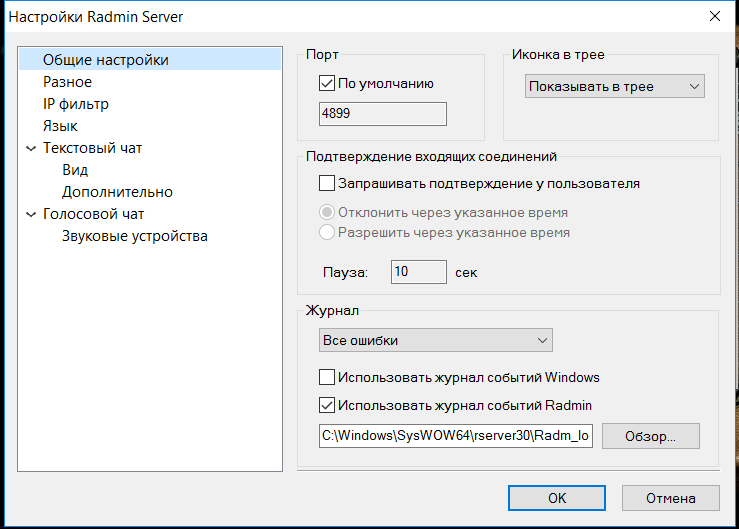 Настройки Radmin Server
Общие настройки
Разное
IP фильтр
Язык
Текстовый чат
Вид
Дополнительно
Голосовой чат
Звуковые устройства
Порт
По умолчанию
4899
Иконка в трее
Показывать в трее
Подтверждение входящих соединений
Запрашивать подтверждение у пользователя
Отклонить через указанное время
Разрешить через указанное время
Пауза: 10 сек
Журнал
Все ошибки
Использовать журнал событий Windows
Использовать журнал событий Radmin
C:\Windows\SysWOW64\rserver30\Radm_lo Обзор...
OK Отмена